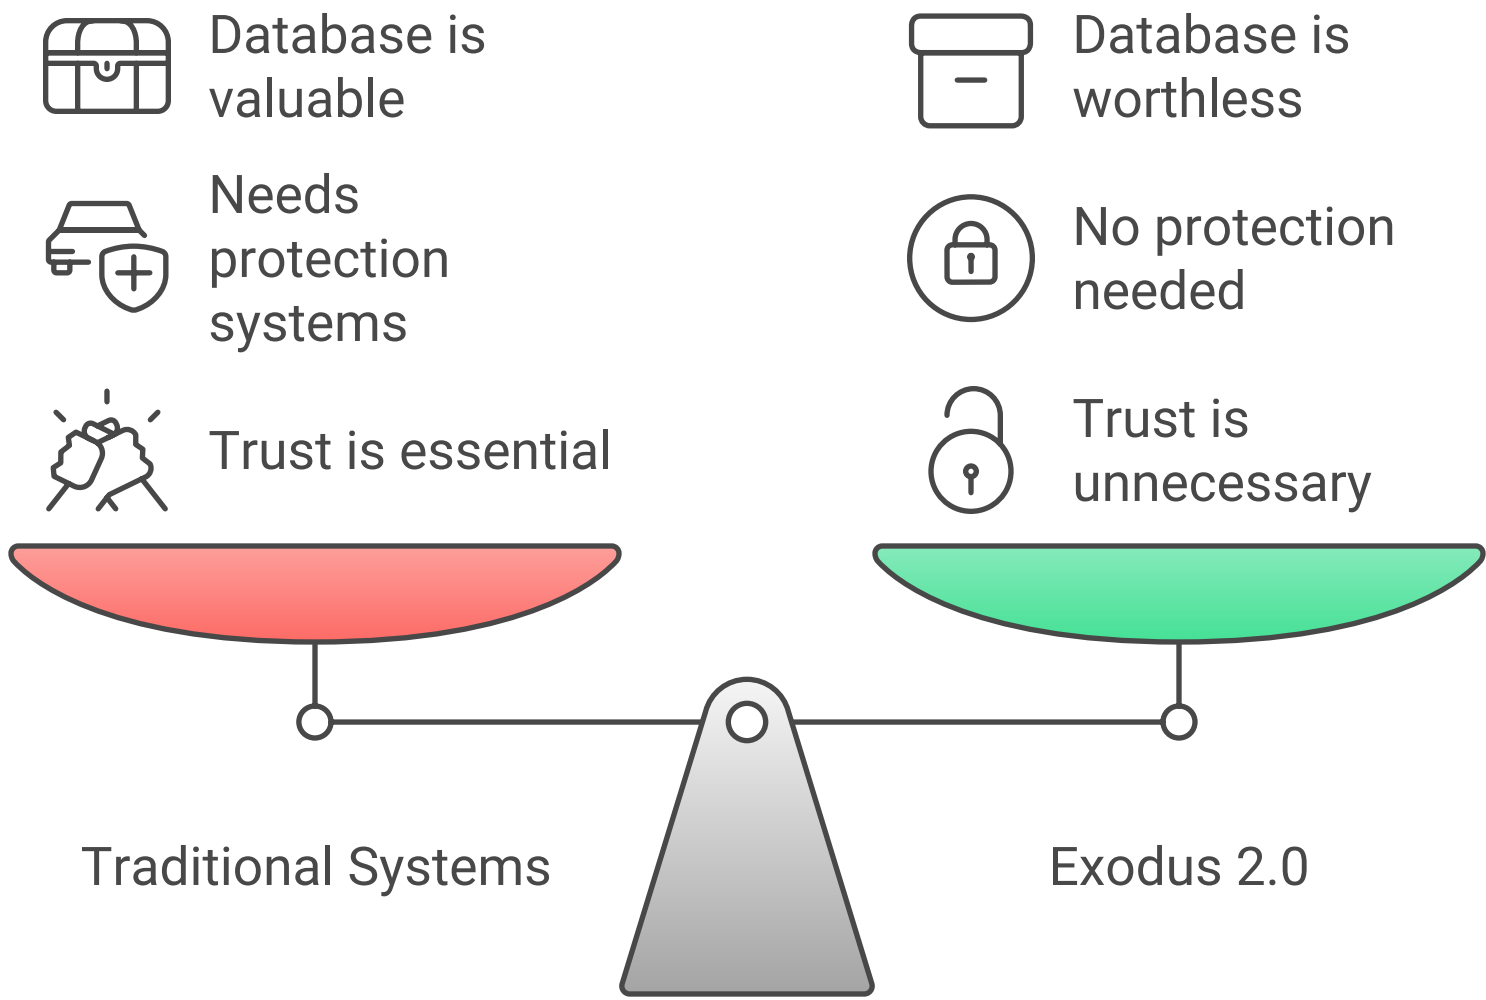 Database is
valuable
Needs
protection
systems
Trust is essential
Database is
worthless
No protection
needed
Trust is
unnecessary
Traditional Systems
Exodus 2.0